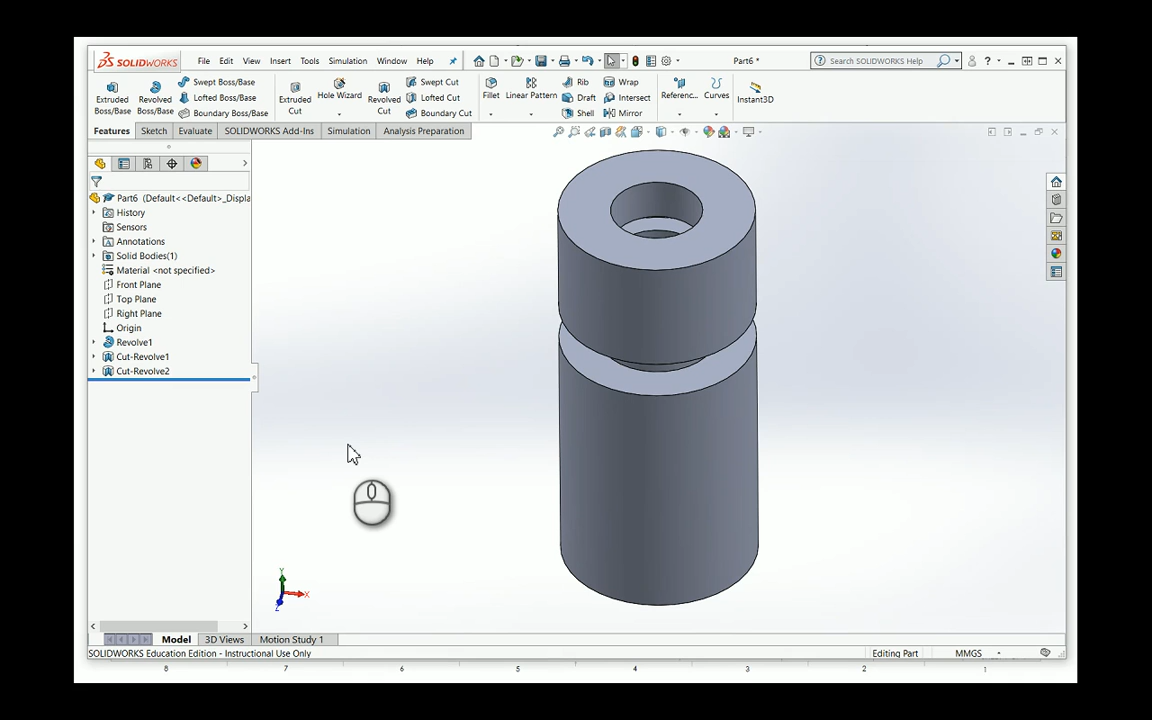 SOLIDWORKS File Edit View Insert Tools Simulation Window Help Part6 * Search SOLIDWORKS Help
Extruded Boss/Base
Revolved Boss/Base
Swept Boss/Base
Lofted Boss/Base
Boundary Boss/Base
Extruded Cut
Hole Wizard
Revolved Cut
Swept Cut
Lofted Cut
Boundary Cut
Fillet
Linear Pattern
Rib
Draft
Shell
Wrap
Intersect
Mirror
Referenc...
Curves
Instant3D
Features Sketch Evaluate SOLIDWORKS Add-Ins Simulation Analysis Preparation
Part6 (Default<<Default>_Displa
History
Sensors
Annotations
Solid Bodies(1)
Material <not specified>
Front Plane
Top Plane
Right Plane
Origin
Revolve1
Cut-Revolve1
Cut-Revolve2
Y
X
Z
Model 3D Views Motion Study 1
SOLIDWORKS Education Edition - Instructional Use Only Editing Part MMGS
8 7 6 5 4 3 2 1